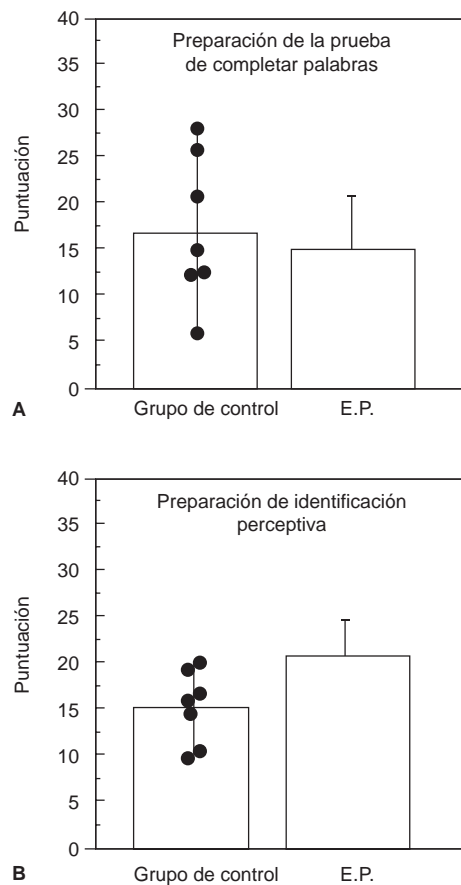 40
Preparación de la prueba
de completar palabras
35
30
25
20
15
10
5
0
Puntuación
A
Grupo de control
E.P.
40
Preparación de identificación
perceptiva
35
30
25
20
15
10
5
0
Puntuación
B
Grupo de control
E.P.